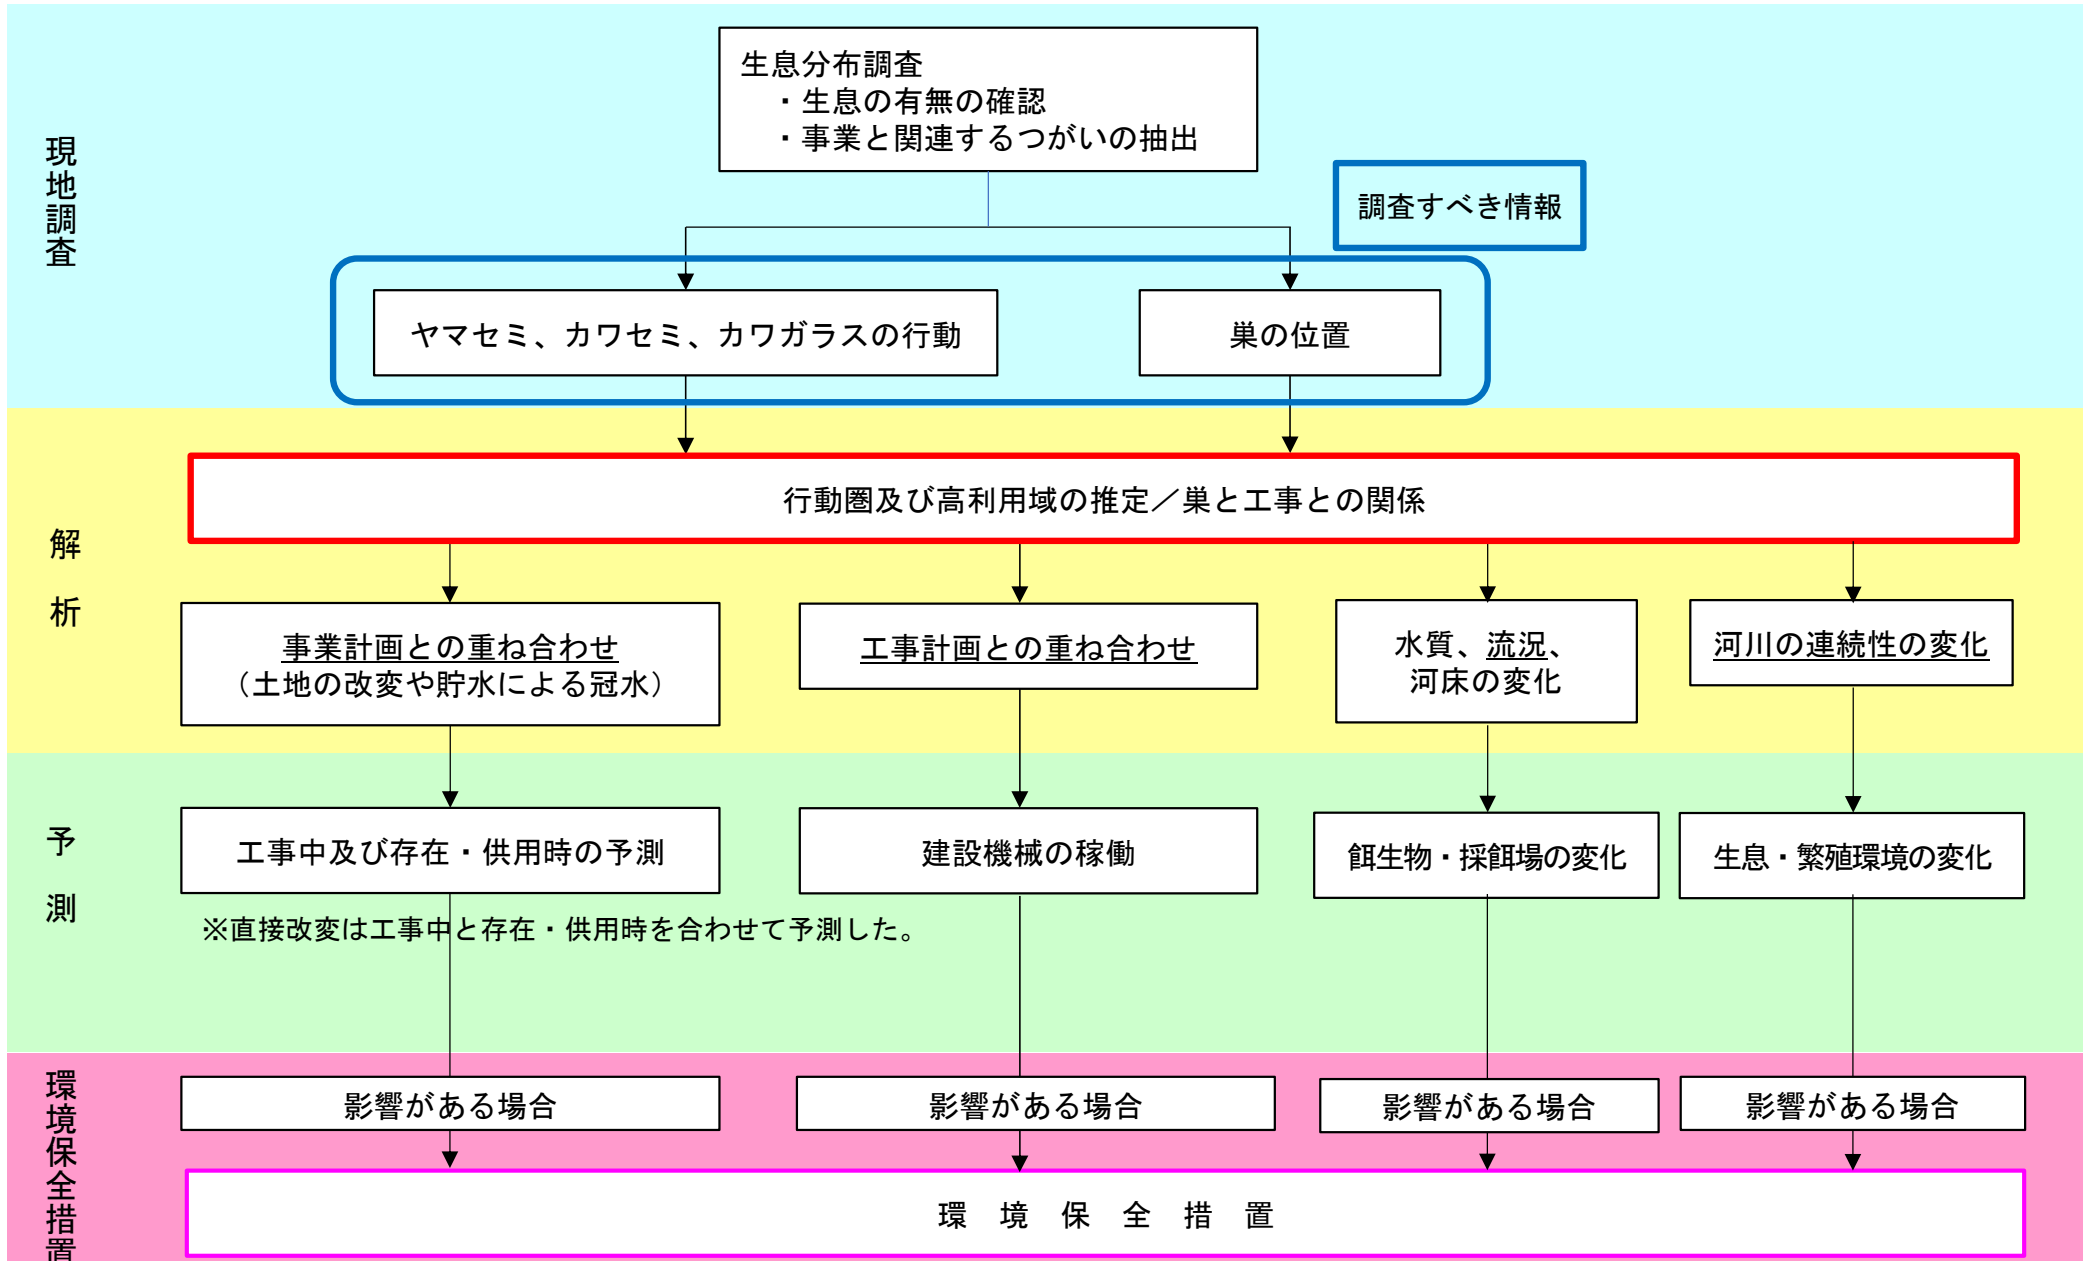 現地調査
生息分布調査
・生息の有無の確認
・事業と関連するつがいの抽出
調査すべき情報
ヤマセミ、カワセミ、カワガラスの行動
巣の位置
解析
行動圏及び高利用域の推定／巣と工事との関係
事業計画との重ね合わせ
（土地の改変や貯水による冠水）
工事計画との重ね合わせ
水質、流況、
河床の変化
河川の連続性の変化
予測
工事中及び存在・供用時の予測
建設機械の稼働
餌生物・採餌場の変化
生息・繁殖環境の変化
※直接改変は工事中と存在・供用時を合わせて予測した。
環境保全措置
影響がある場合
影響がある場合
影響がある場合
影響がある場合
環　境　保　全　措　置